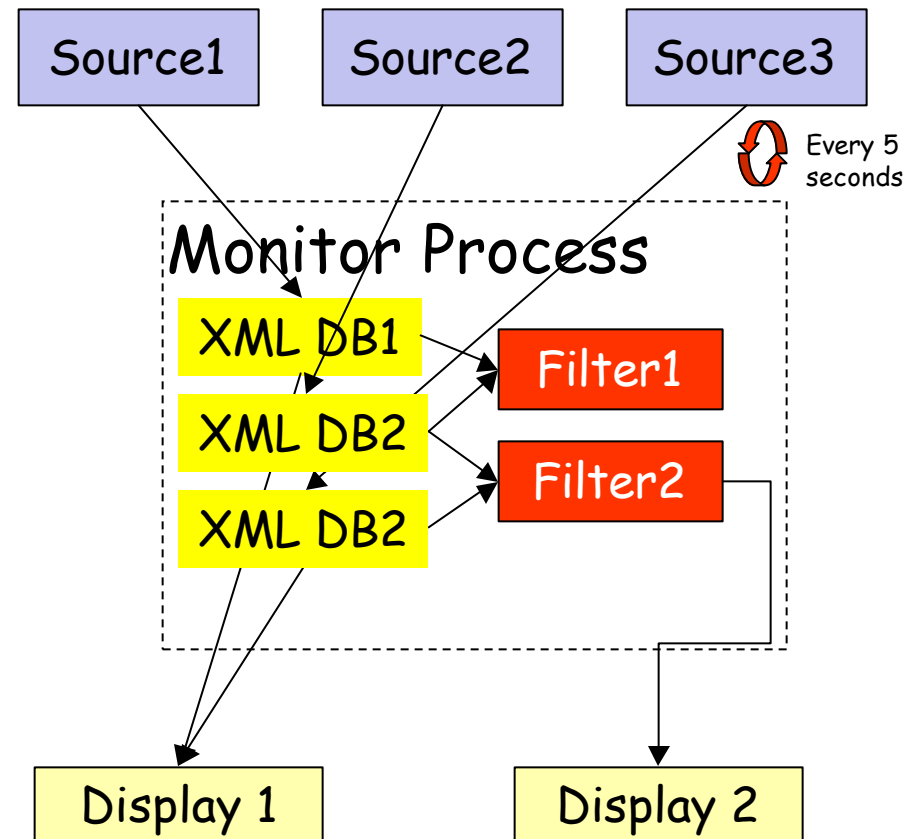 Source1
Source2
Source3
Every 5
seconds
Monitor Process
XML DB1
Filter1
XML DB2
Filter2
XML DB2
Display 1
Display 2